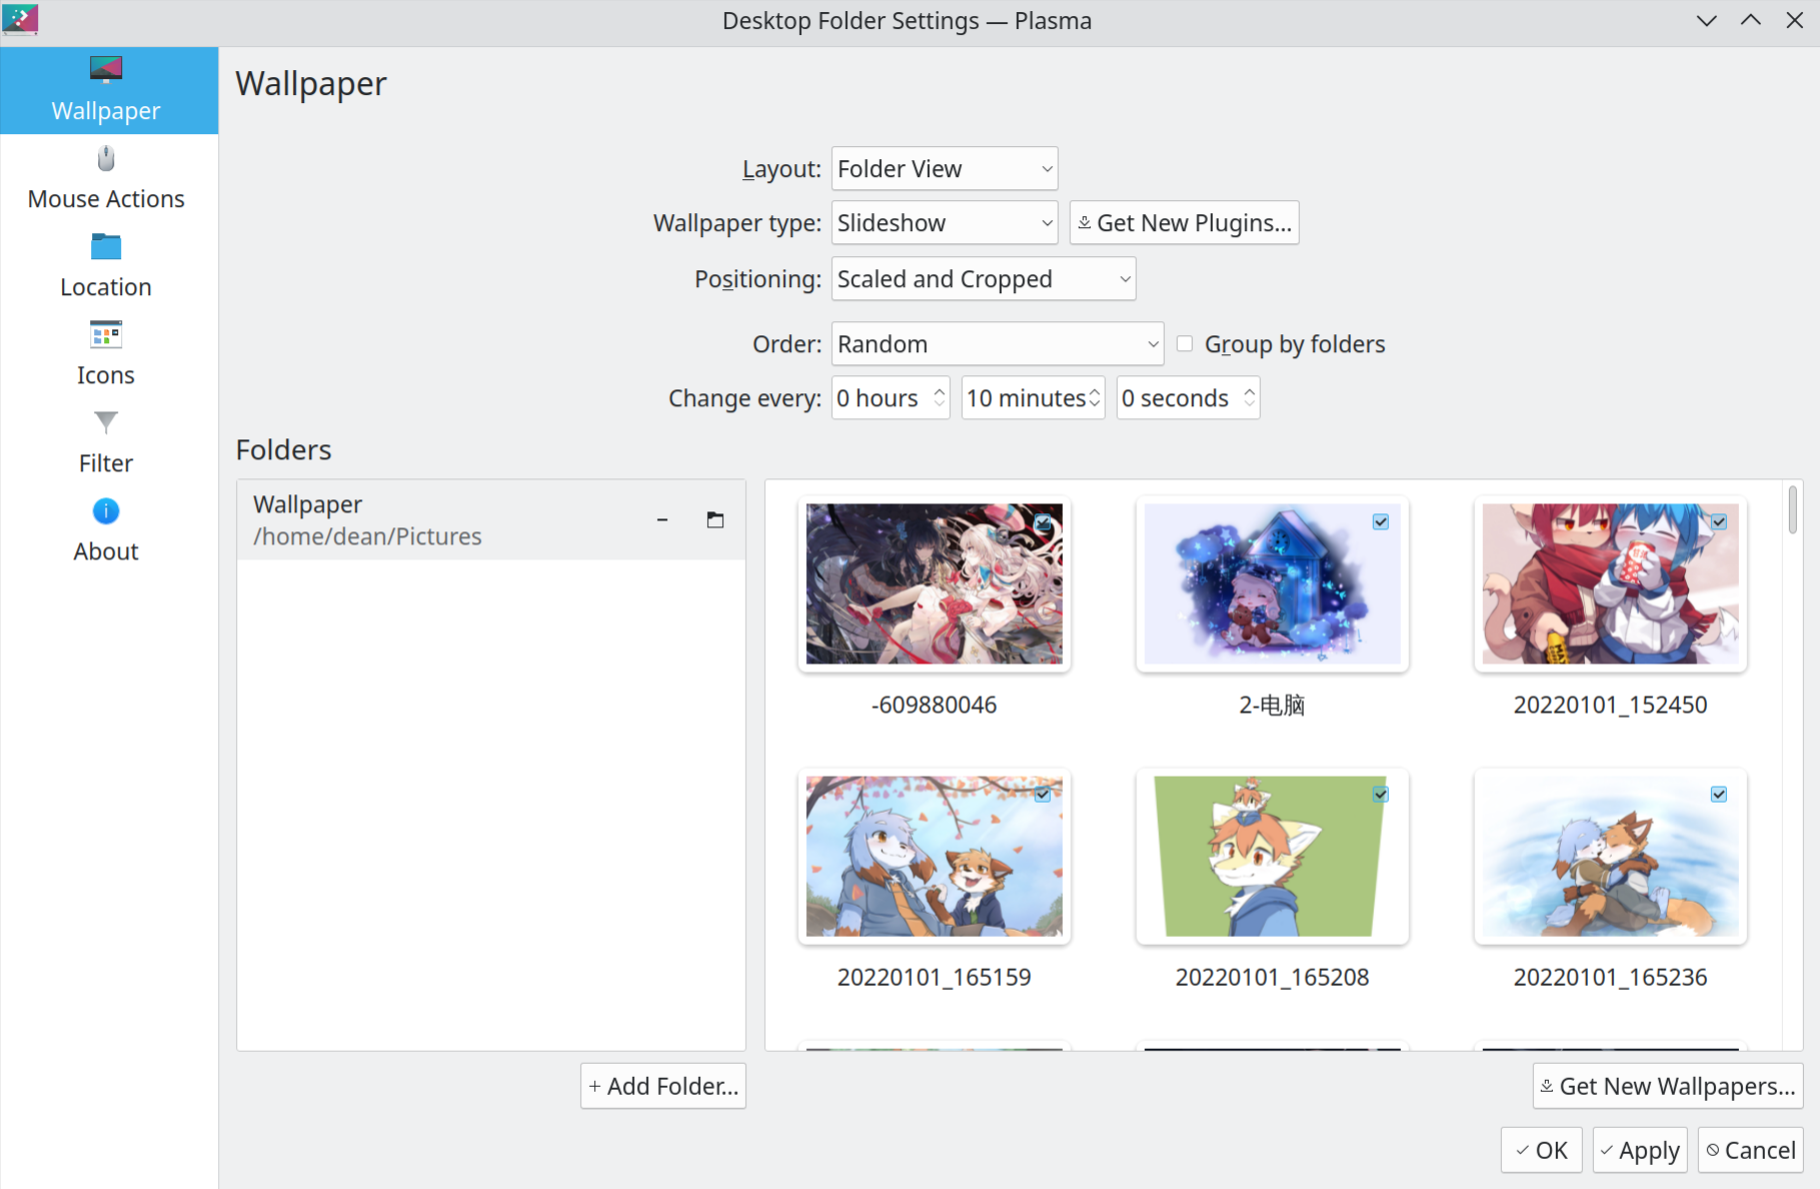 Desktop Folder Settings — Plasma
Wallpaper
Mouse Actions
Location
Icons
Filter
About
Wallpaper
Layout: Folder View
Wallpaper type: Slideshow Get New Plugins...
Positioning: Scaled and Cropped
Order: Random Group by folders
Change every: 0 hours 10 minutes 0 seconds
Folders
Wallpaper
/home/dean/Pictures
-609880046 2-电脑 20220101_152450
20220101_165159 20220101_165208 20220101_165236
+ Add Folder...
Get New Wallpapers...
OK Apply Cancel